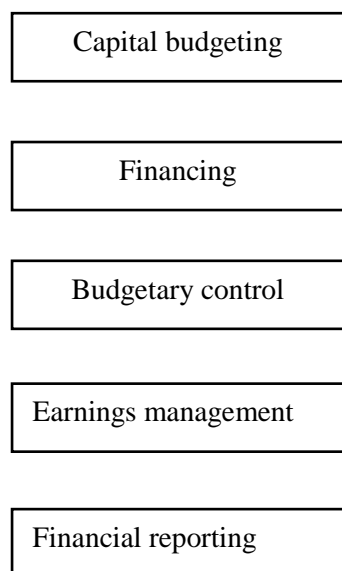 Capital budgeting
Financing
Budgetary control
Earnings management
Financial reporting